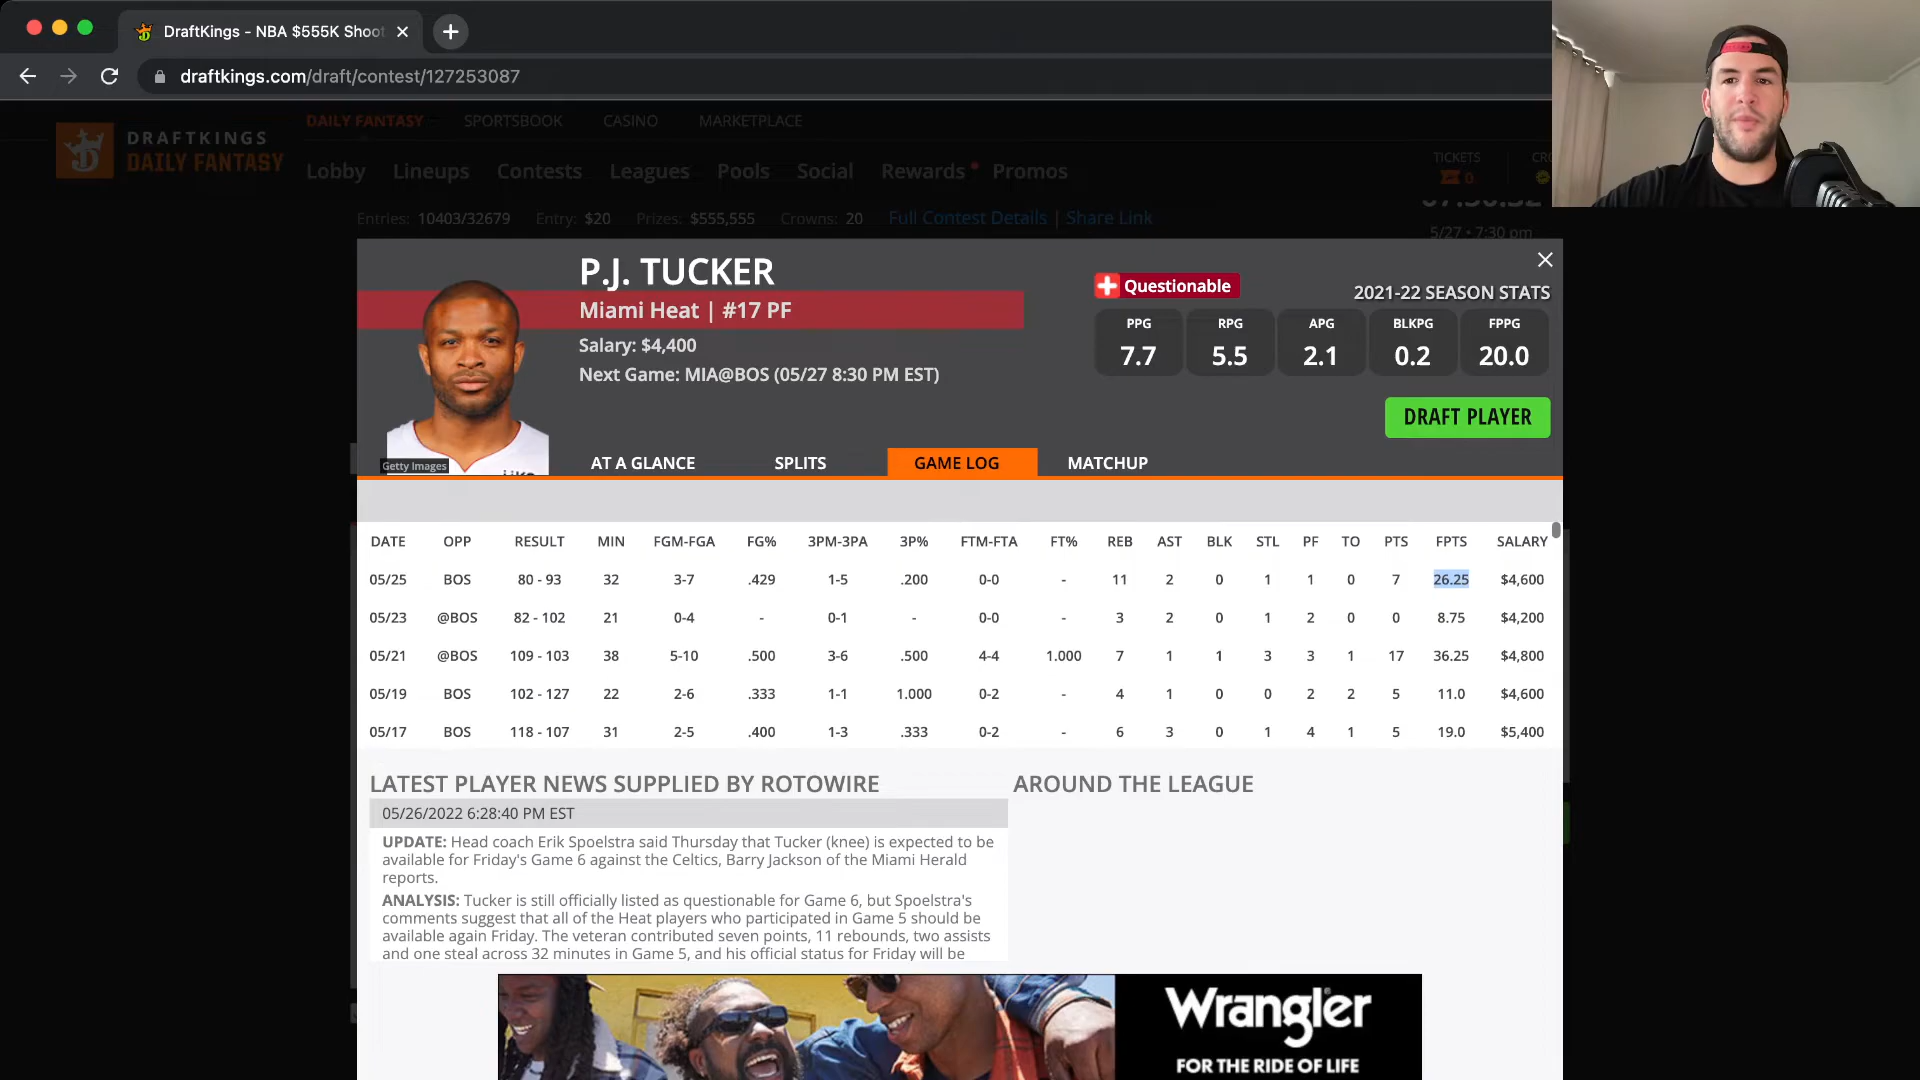 DraftKings - NBA $555K Shoot
draftkings.com/draft/contest/127253087
DAILY FANTASY SPORTSBOOK CASINO MARKETPLACE
DRAFTKINGS
DAILY FANTASY
Lobby Lineups Contests Leagues Pools Social Rewards Promos
TICKETS
0
Entries: 10403/32679 Entry: $20 Prizes: $555,555 Crowns: 20 Full Contest Details | Share Link
5/27 • 7:30 pm
P.J. TUCKER
Miami Heat | #17 PF
Salary: $4,400
Next Game: MIA@BOS (05/27 8:30 PM EST)
Questionable
2021-22 SEASON STATS
PPG RPG APG BLKPG FPPG
7.7 5.5 2.1 0.2 20.0
DRAFT PLAYER
Getty Images
AT A GLANCE SPLITS GAME LOG MATCHUP
DATE OPP RESULT MIN FGM-FGA FG% 3PM-3PA 3P% FTM-FTA FT% REB AST BLK STL PF TO PTS FPTS SALARY
05/25 BOS 80 - 93 32 3-7 .429 1-5 .200 0-0 - 11 2 0 1 1 0 7 26.25 $4,600
05/23 @BOS 82 - 102 21 0-4 - 0-1 - 0-0 - 3 2 0 1 2 0 0 8.75 $4,200
05/21 @BOS 109 - 103 38 5-10 .500 3-6 .500 4-4 1.000 7 1 1 3 3 1 17 36.25 $4,800
05/19 BOS 102 - 127 22 2-6 .333 1-1 1.000 0-2 - 4 1 0 0 2 2 5 11.0 $4,600
05/17 BOS 118 - 107 31 2-5 .400 1-3 .333 0-2 - 6 3 0 1 4 1 5 19.0 $5,400
LATEST PLAYER NEWS SUPPLIED BY ROTOWIRE
05/26/2022 6:28:40 PM EST
UPDATE: Head coach Erik Spoelstra said Thursday that Tucker (knee) is expected to be
available for Friday's Game 6 against the Celtics, Barry Jackson of the Miami Herald
reports.
ANALYSIS: Tucker is still officially listed as questionable for Game 6, but Spoelstra's
comments suggest that all of the Heat players who participated in Game 5 should be
available again Friday. The veteran contributed seven points, 11 rebounds, two assists
and one steal across 32 minutes in Game 5, and his official status for Friday will be
AROUND THE LEAGUE
Wrangler
FOR THE RIDE OF LIFE